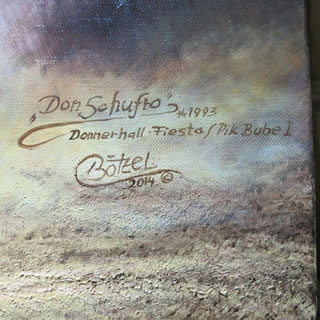 „Don Schufro" *1993
Donnerhall - Fiesta / Pik Bube I
Bötzel
2014 ©